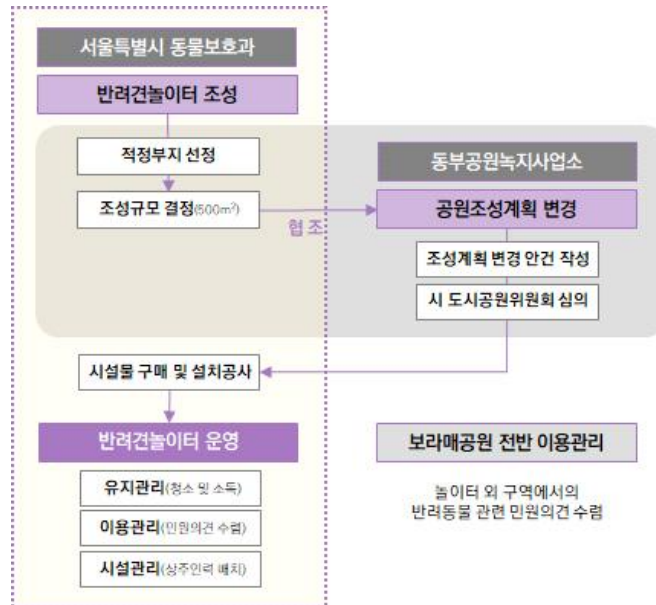 서울특별시 동물보호과
반려견놀이터 조성
적정부지 선정
조성규모 결정(500m²)
협 조
동부공원녹지사업소
공원조성계획 변경
조성계획 변경 안건 작성
시 도시공원위원회 심의
시설물 구매 및 설치공사
반려견놀이터 운영
유지관리(청소 및 소독)
이용관리(민원의견 수렴)
시설관리(상주인력 배치)
보라매공원 전반 이용관리
놀이터 외 구역에서의
반려동물 관련 민원의견 수렴